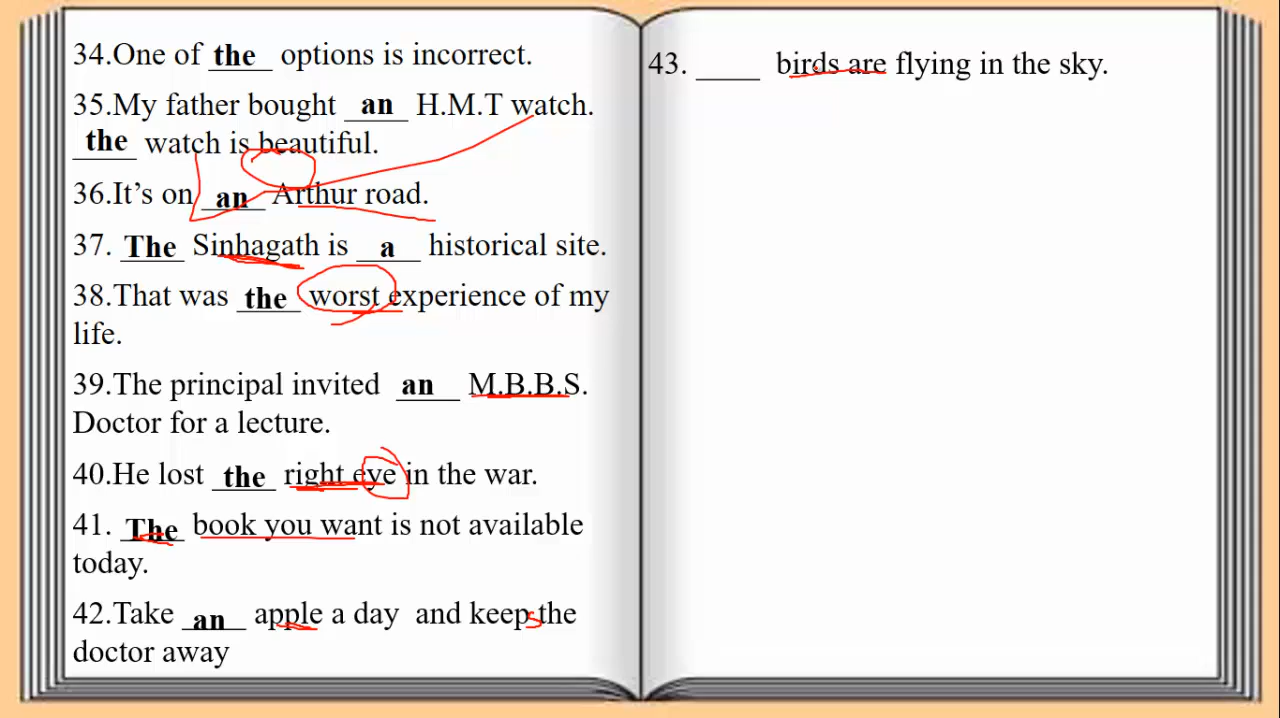 34.One of the options is incorrect.
35.My father bought an H.M.T watch.
the watch is beautiful.
36.It’s on an Arthur road.
37. The Sinhagath is a historical site.
38.That was the worst experience of my
life.
39.The principal invited an M.B.B.S.
Doctor for a lecture.
40.He lost the right eye in the war.
41. The book you want is not available
today.
42.Take an apple a day and keeps the
doctor away
43. ____ birds are flying in the sky.